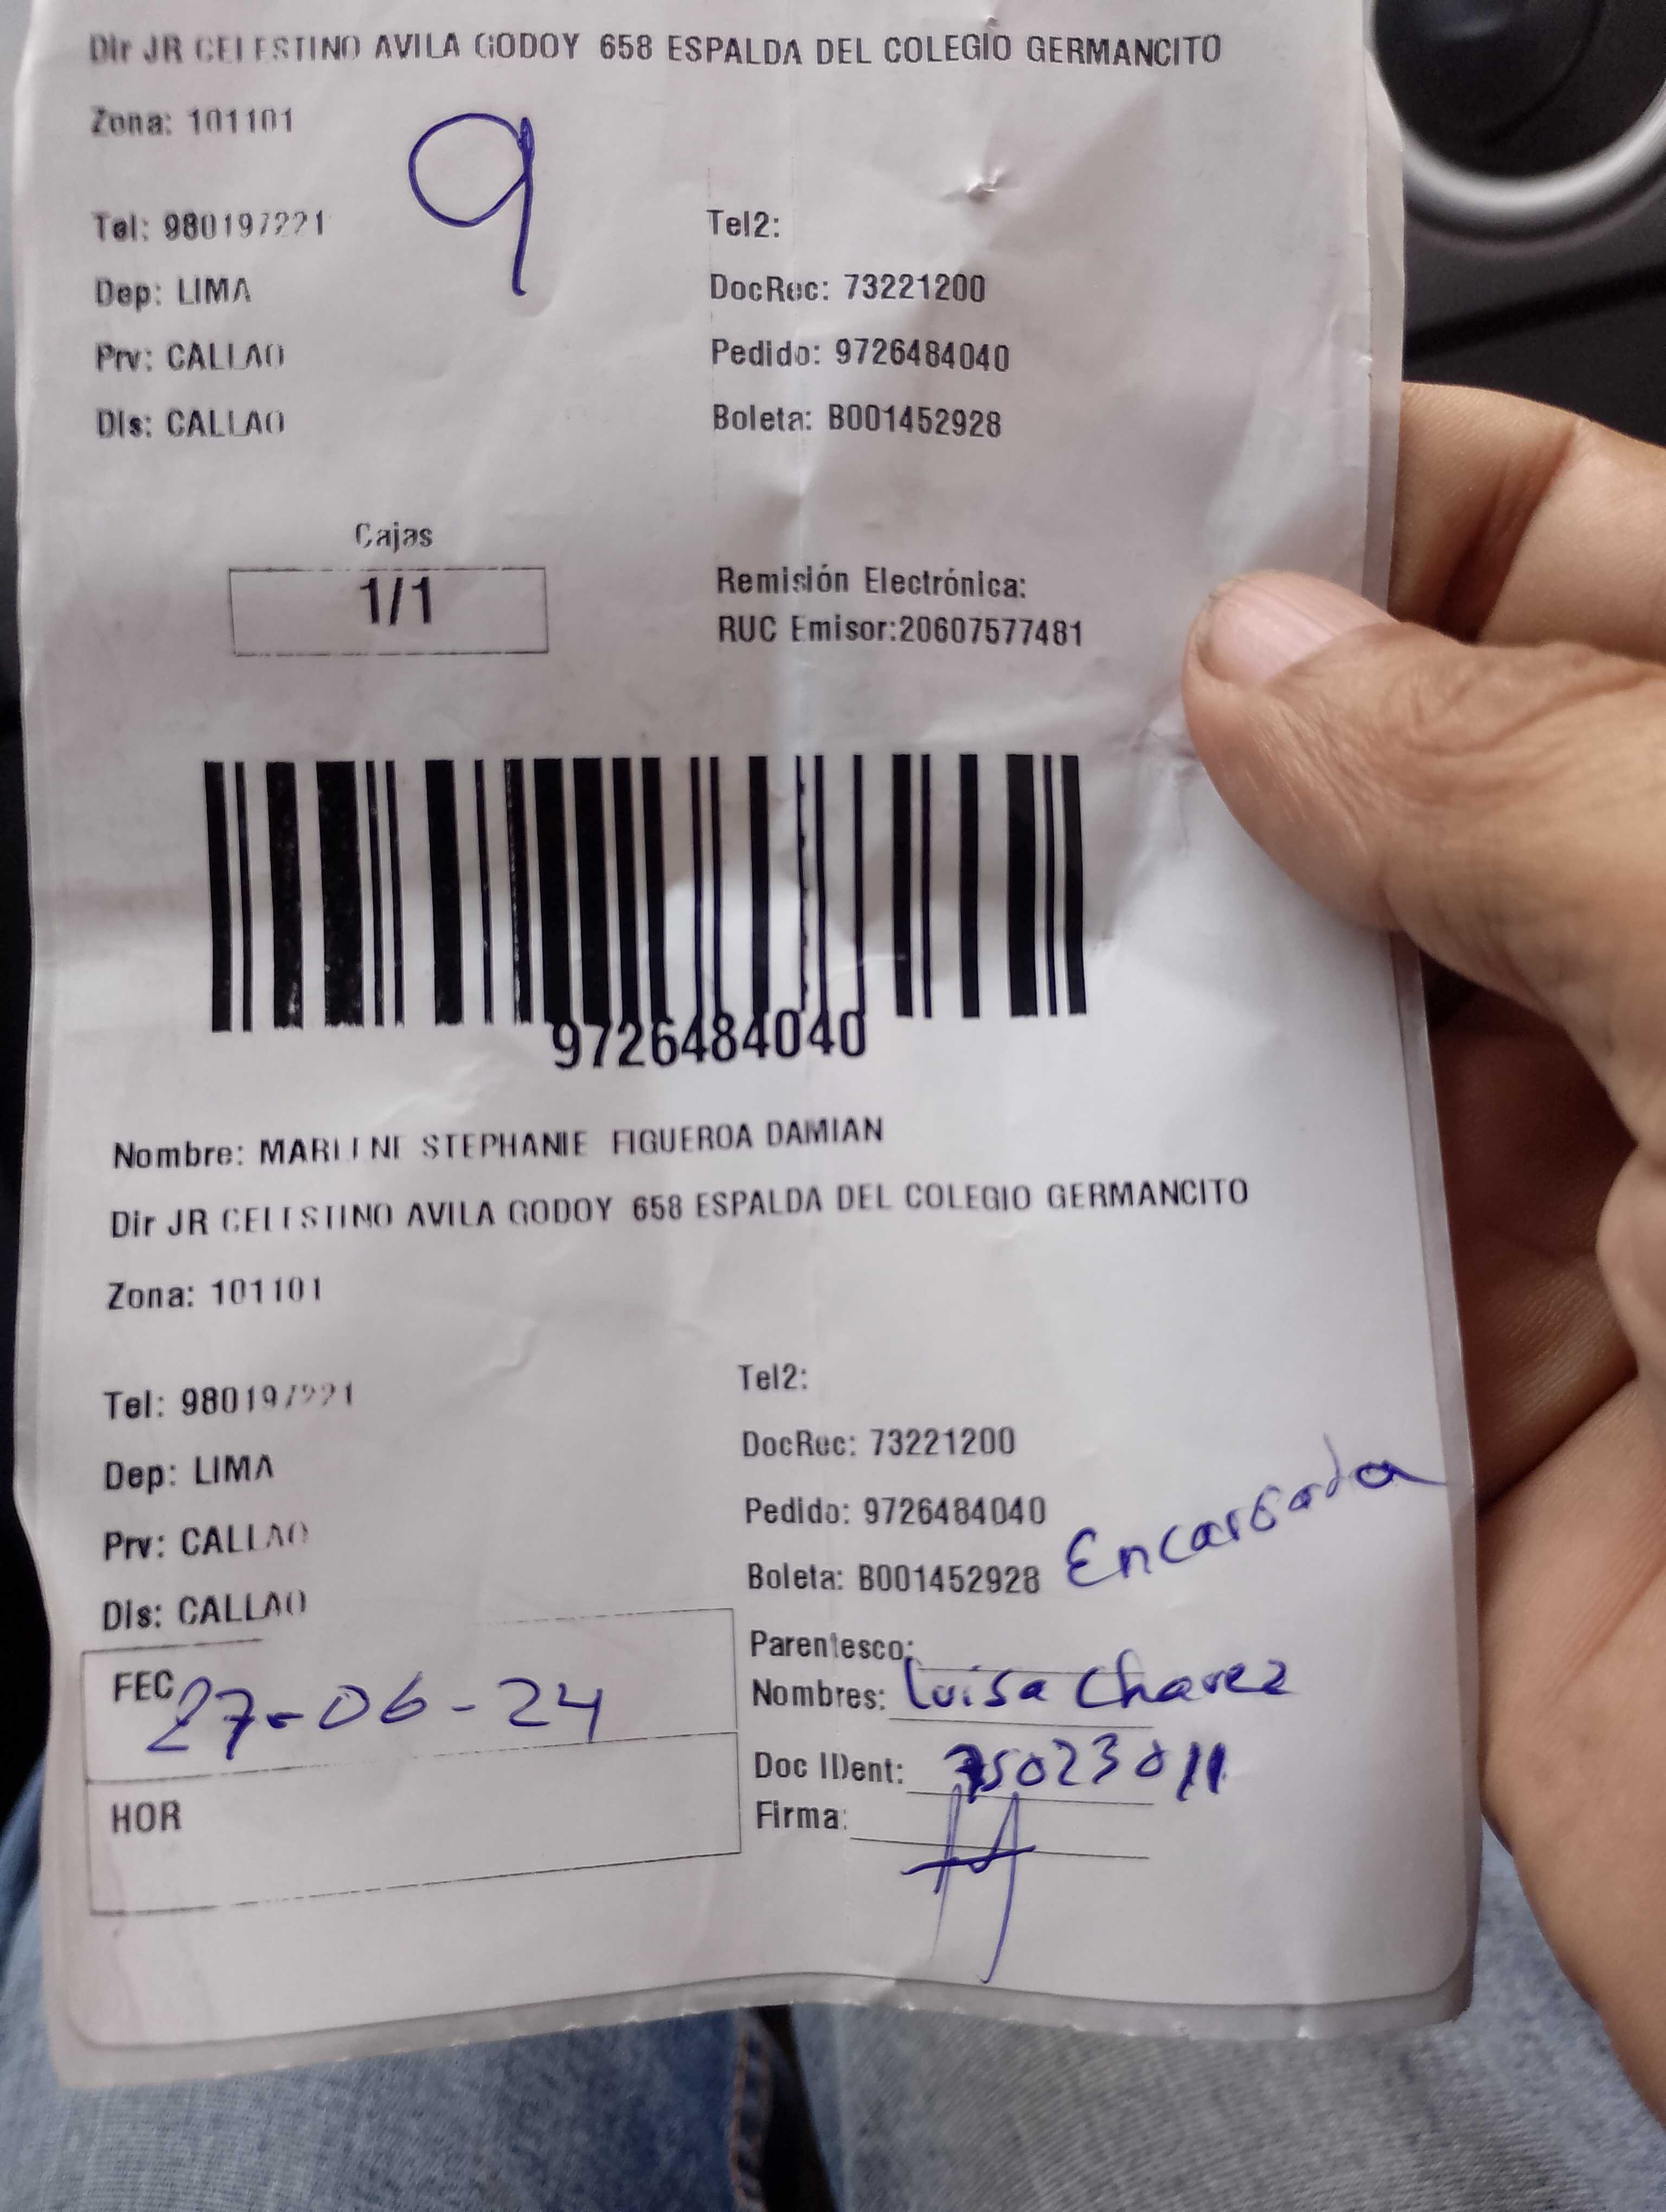 Dir JR CELESTINO AVILA GODOY 658 ESPALDA DEL COLEGIO GERMANCITO
Zona: 101101
9
Tel: 980197221 Tel2:
Dep: LIMA DocRec: 73221200
Prv: CALLAO Pedido: 9726484040
Dis: CALLAO Boleta: B001452928
Cajas
1/1
Remisión Electrónica:
RUC Emisor:20607577481
9726484040
Nombre: MARLENE STEPHANIE FIGUEROA DAMIAN
Dir JR CELESTINO AVILA GODOY 658 ESPALDA DEL COLEGIO GERMANCITO
Zona: 101101
Tel: 980197221 Tel2:
Dep: LIMA DocRec: 73221200
Prv: CALLAO Pedido: 9726484040
Dis: CALLAO Boleta: B001452928
Encargada
Parentesco:
FEC 27-06-24 Nombres: Luisa Chavez
Doc IDent: 75023011
HOR Firma: